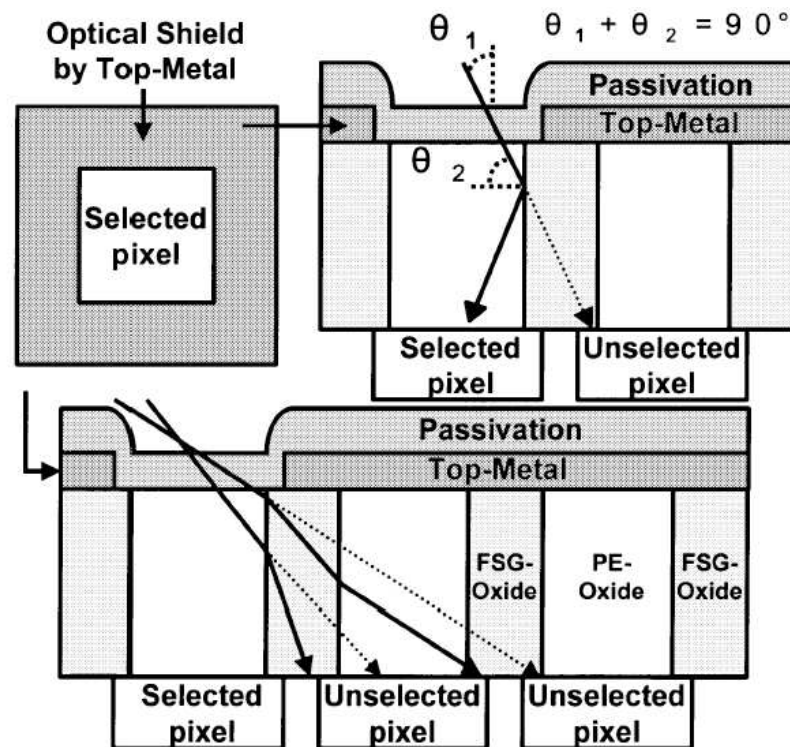 Optical Shield
by Top-Metal
Selected
pixel
θ 1
θ 1 + θ 2 = 9 0 °
Passivation
Top-Metal
θ 2
Selected
pixel
Unselected
pixel
Passivation
Top-Metal
FSG-
Oxide
PE-
Oxide
FSG-
Oxide
Selected
pixel
Unselected
pixel
Unselected
pixel